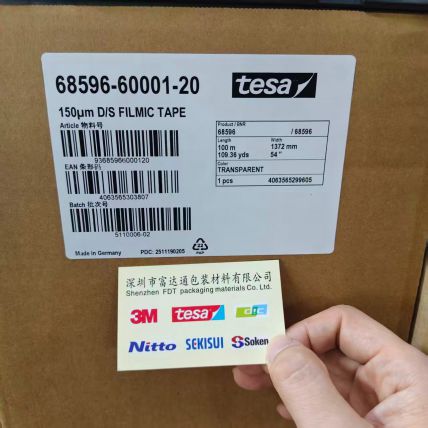 68596-60001-20
tesa
150µm D/S FILMIC TAPE
Article 物料号
9368596600120
EAN 条形码
4063565303807
Batch 批次号
5110006-02
Product / BNR
68596 / 68596
Length Width
100 m 1372 mm
109.36 yds 54 "
Color
TRANSPARENT
1 pcs 4063565299605
Made in Germany
PDC: 2511190205
PAP
深圳市富达通包装材料有限公司
Shenzhen FDT packaging materials Co. Ltd.
3M tesa
Nitto SEKISUI Soken